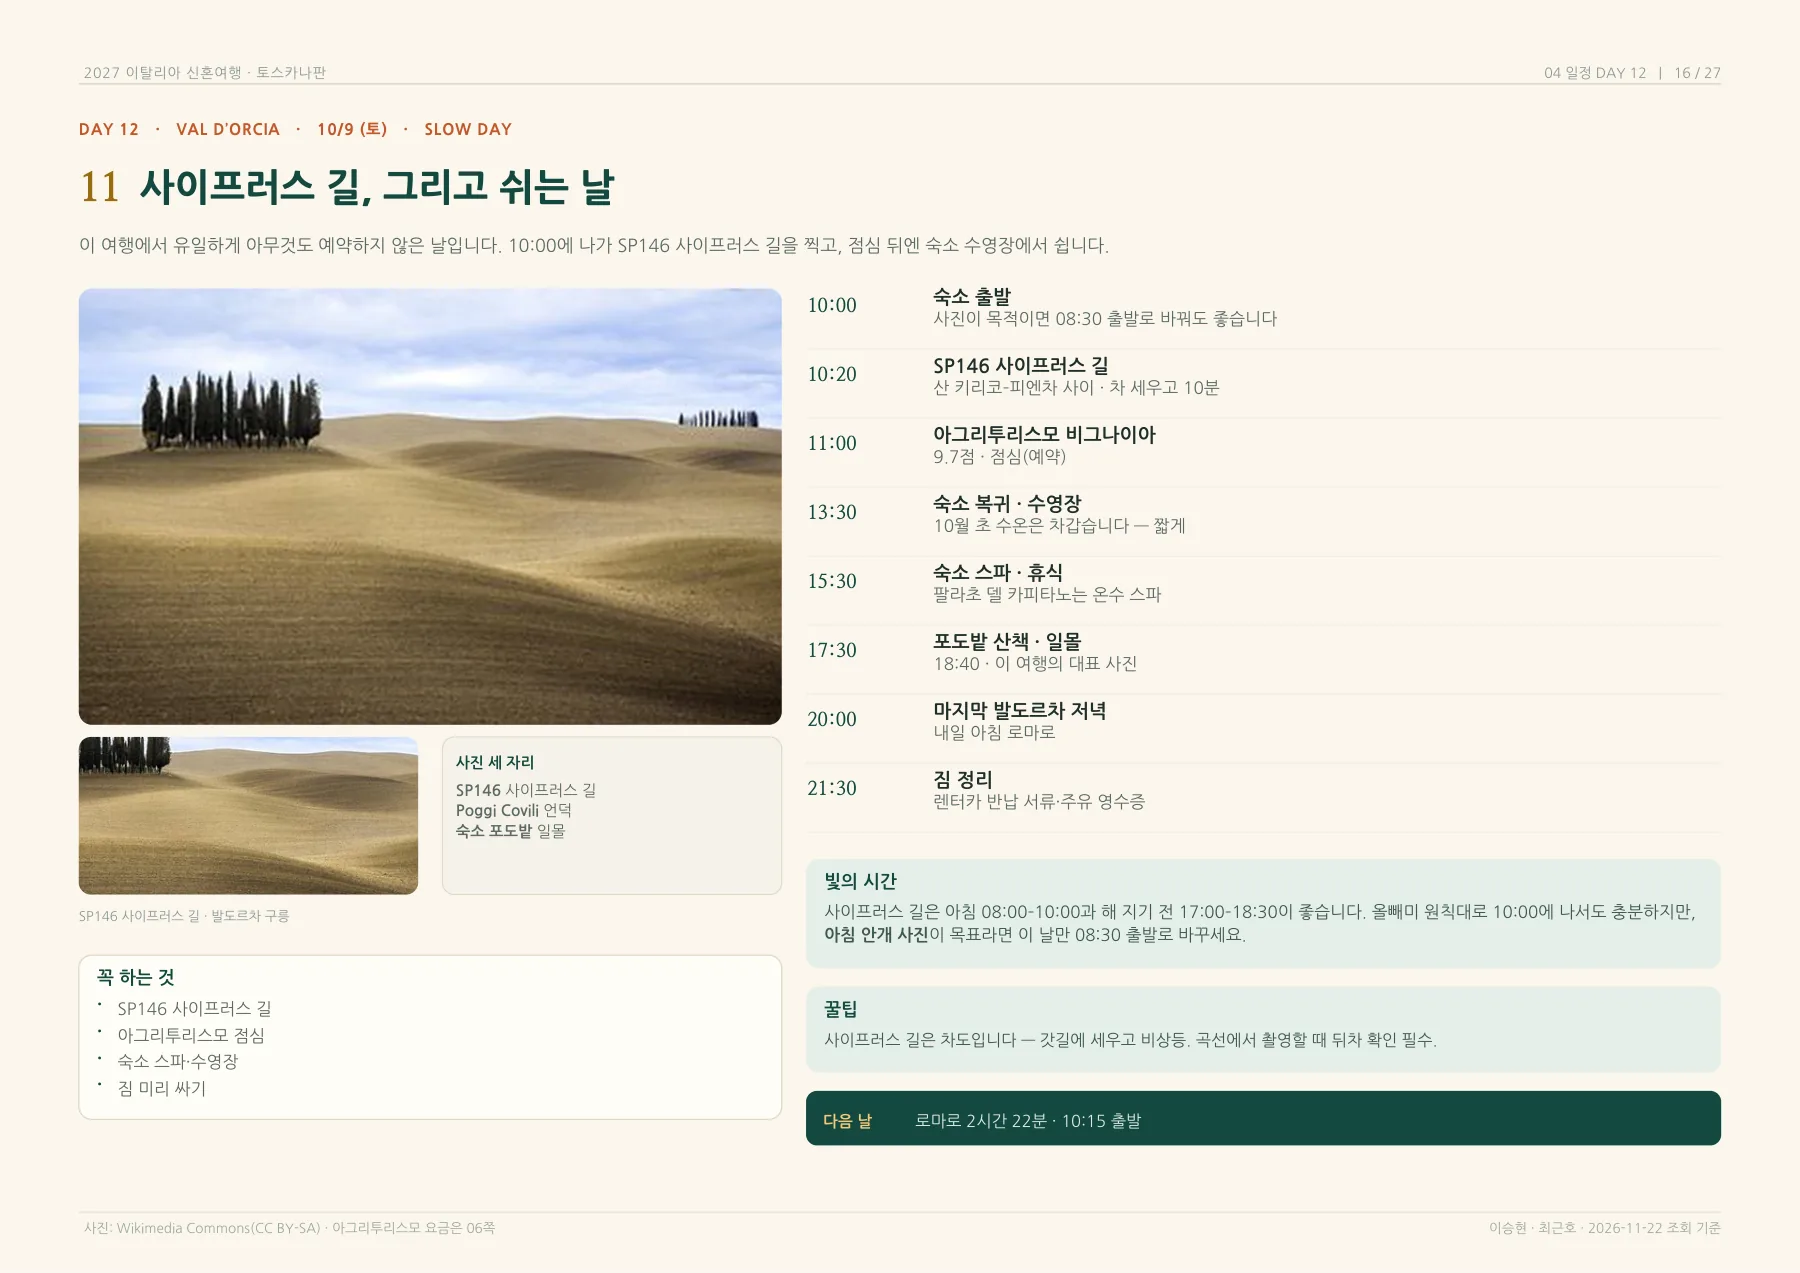 2027 이탈리아 신혼여행 · 토스카나판
04 일정 DAY 12 | 16 / 27
DAY 12 · VAL D'ORCIA · 10/9 (토) · SLOW DAY
11 사이프러스 길, 그리고 쉬는 날
이 여행에서 유일하게 아무것도 예약하지 않은 날입니다. 10:00에 나가 SP146 사이프러스 길을 찍고, 점심 뒤엔 숙소 수영장에서 쉽니다.
10:00 숙소 출발
사진이 목적이면 08:30 출발로 바꿔도 좋습니다
10:20 SP146 사이프러스 길
산 키리코–피엔차 사이 · 차 세우고 10분
11:00 아그리투리스모 비그나이아
9.7점 · 점심(예약)
13:30 숙소 복귀 · 수영장
10월 초 수온은 차갑습니다 — 짧게
15:30 숙소 스파 · 휴식
팔라초 델 카피타노는 온수 스파
17:30 포도밭 산책 · 일몰
18:40 · 이 여행의 대표 사진
20:00 마지막 발도르차 저녁
내일 아침 로마로
21:30 짐 정리
렌터카 반납 서류·주유 영수증
사진 세 자리
SP146 사이프러스 길
Poggi Covili 언덕
숙소 포도밭 일몰
SP146 사이프러스 길 · 발도르차 구릉
꼭 하는 것
• SP146 사이프러스 길
• 아그리투리스모 점심
• 숙소 스파·수영장
• 짐 미리 싸기
빛의 시간
사이프러스 길은 아침 08:00–10:00과 해 지기 전 17:00–18:30이 좋습니다. 올빼미 원칙대로 10:00에 나서도 충분하지만,
아침 안개 사진이 목표라면 이 날만 08:30 출발로 바꾸세요.
꿀팁
사이프러스 길은 차도입니다 — 갓길에 세우고 비상등. 곡선에서 촬영할 때 뒤차 확인 필수.
다음 날 로마로 2시간 22분 · 10:15 출발
사진: Wikimedia Commons(CC BY-SA) · 아그리투리스모 요금은 06쪽
이승현 · 최근호 · 2026-11-22 조회 기준